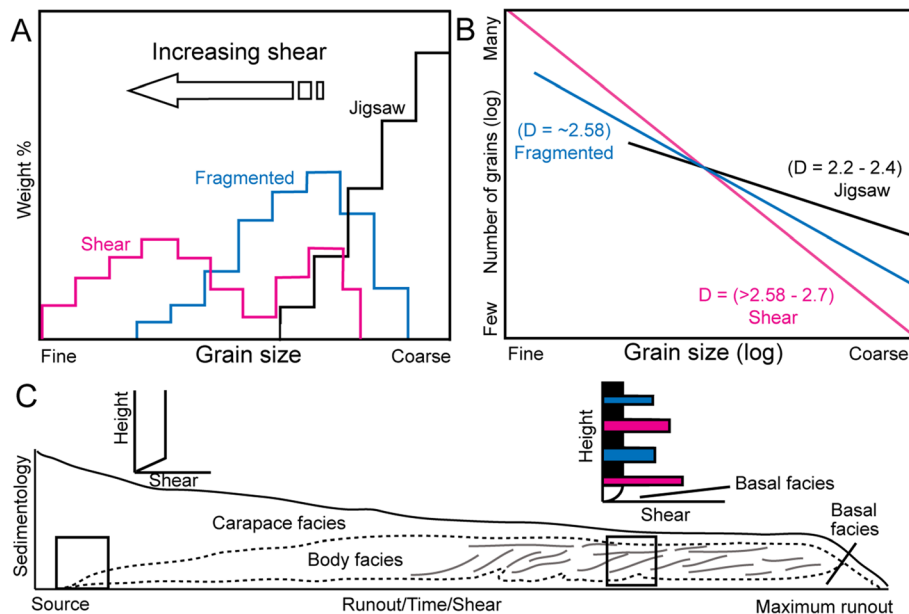 A
Increasing shear
Jigsaw
Fragmented
Shear
Weight %
Fine
Grain size
Coarse
B
Many
Number of grains (log)
Few
(D = ~2.58)
Fragmented
(D = 2.2 - 2.4)
Jigsaw
D = (>2.58 - 2.7)
Shear
Fine
Grain size (log)
Coarse
C
Height
Shear
Height
Shear
Basal facies
Sedimentology
Carapace facies
Body facies
Basal
facies
Source
Runout/Time/Shear
Maximum runout